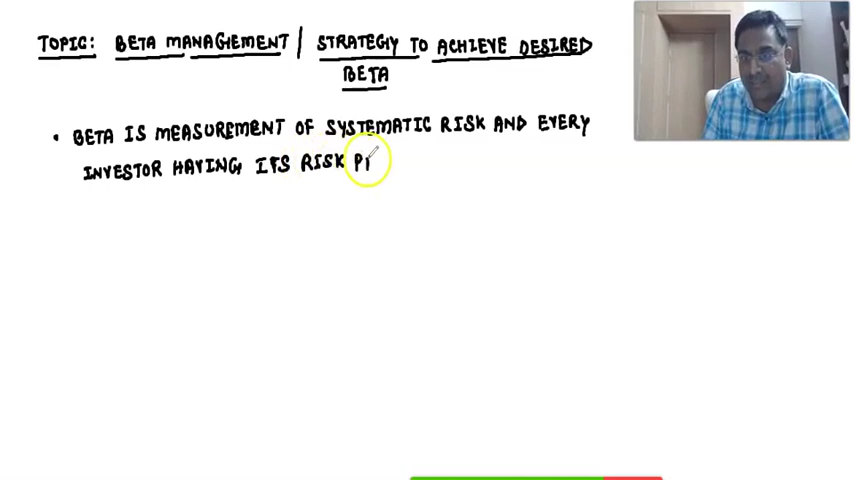 TOPIC: BETA MANAGEMENT / STRATEGY TO ACHIEVE DESIRED
BETA
• BETA IS MEASUREMENT OF SYSTEMATIC RISK AND EVERY
INVESTOR HAVING ITS RISK